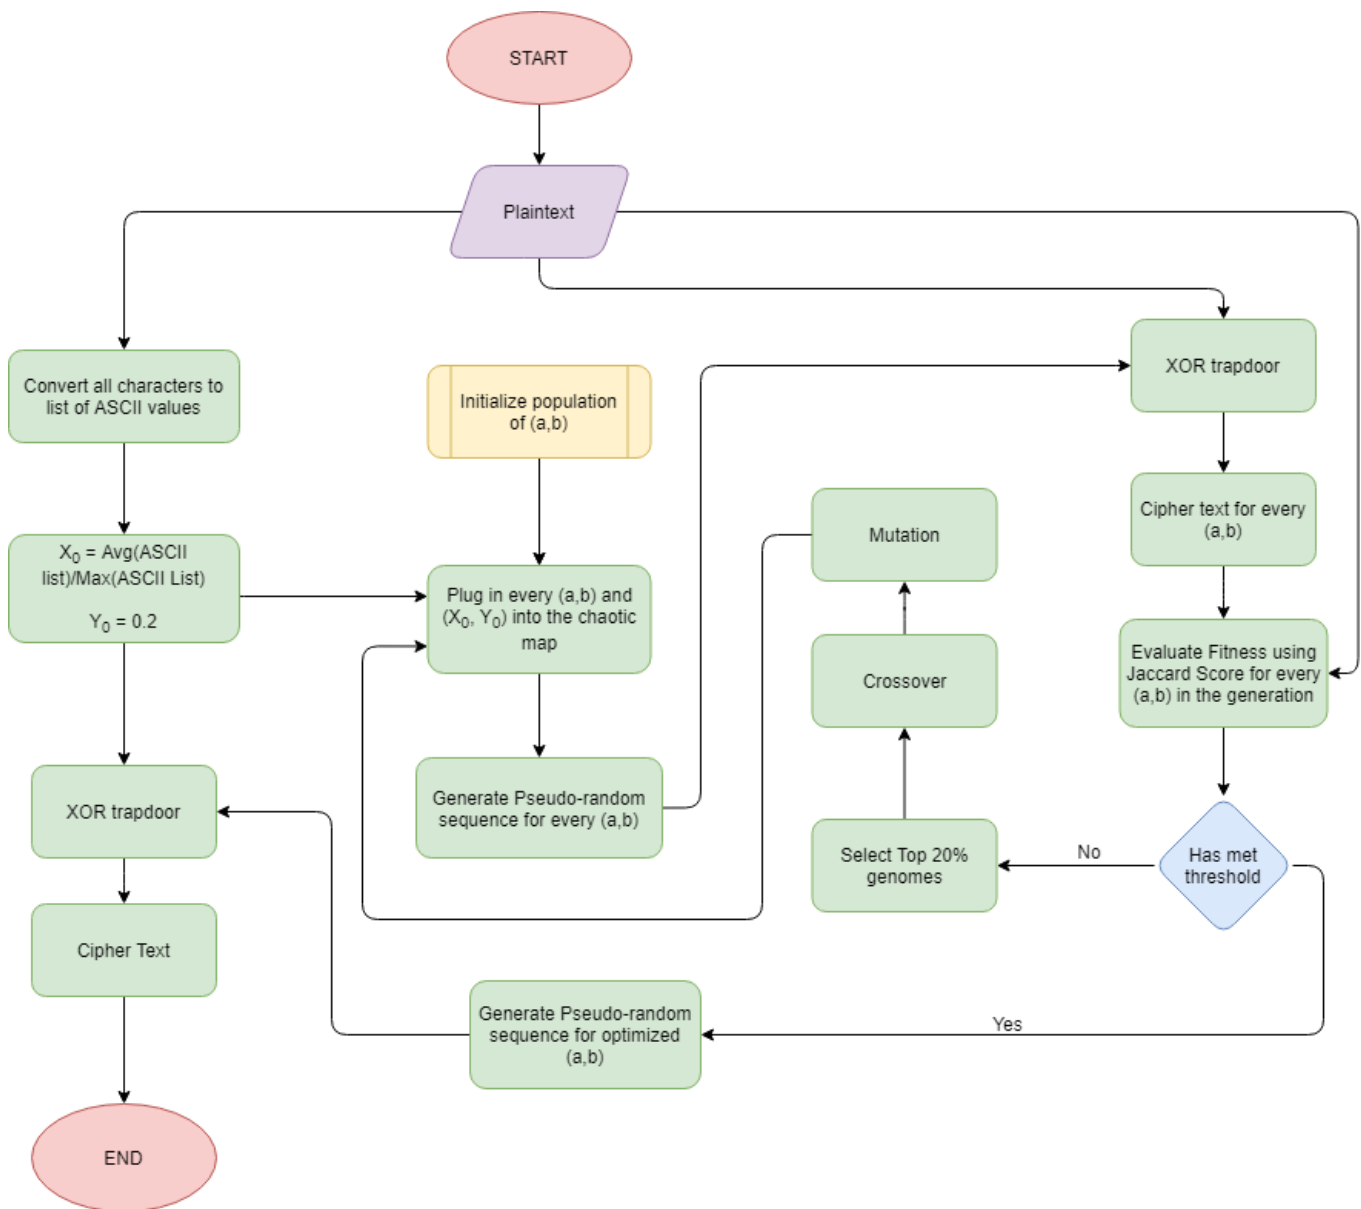 START
Plaintext
Convert all characters to
list of ASCII values
Initialize population
of (a,b)
XOR trapdoor
X₀ = Avg(ASCII
list)/Max(ASCII List)
Y₀ = 0.2
Plug in every (a,b) and
(X₀, Y₀) into the chaotic
map
Mutation
Cipher text for every
(a,b)
Crossover
Evaluate Fitness using
Jaccard Score for every
(a,b) in the generation
XOR trapdoor
Generate Pseudo-random
sequence for every (a,b)
Select Top 20%
genomes
No
Has met
threshold
Cipher Text
Generate Pseudo-random
sequence for optimized
(a,b)
Yes
END